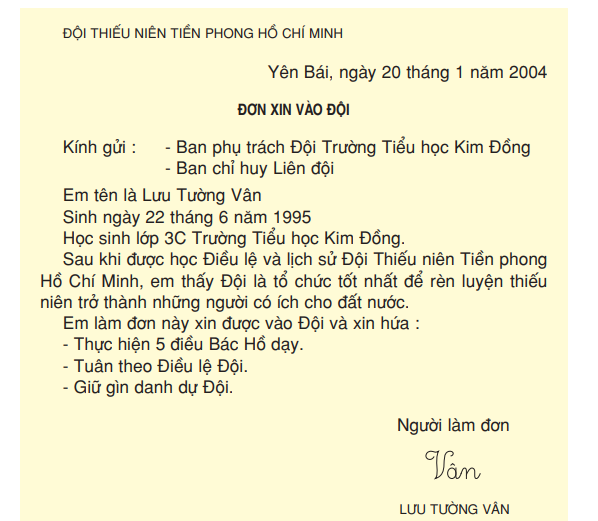 ĐỘI THIẾU NIÊN TIỀN PHONG HỒ CHÍ MINH
Yên Bái, ngày 20 tháng 1 năm 2004
ĐƠN XIN VÀO ĐỘI
Kính gửi : - Ban phụ trách Đội Trường Tiểu học Kim Đồng
- Ban chỉ huy Liên đội
Em tên là Lưu Tường Vân
Sinh ngày 22 tháng 6 năm 1995
Học sinh lớp 3C Trường Tiểu học Kim Đồng.
Sau khi được học Điều lệ và lịch sử Đội Thiếu niên Tiền phong
Hồ Chí Minh, em thấy Đội là tổ chức tốt nhất để rèn luyện thiếu
niên trở thành những người có ích cho đất nước.
Em làm đơn này xin được vào Đội và xin hứa :
- Thực hiện 5 điều Bác Hồ dạy.
- Tuân theo Điều lệ Đội.
- Giữ gìn danh dự Đội.
Người làm đơn
Vân
LƯU TƯỜNG VÂN